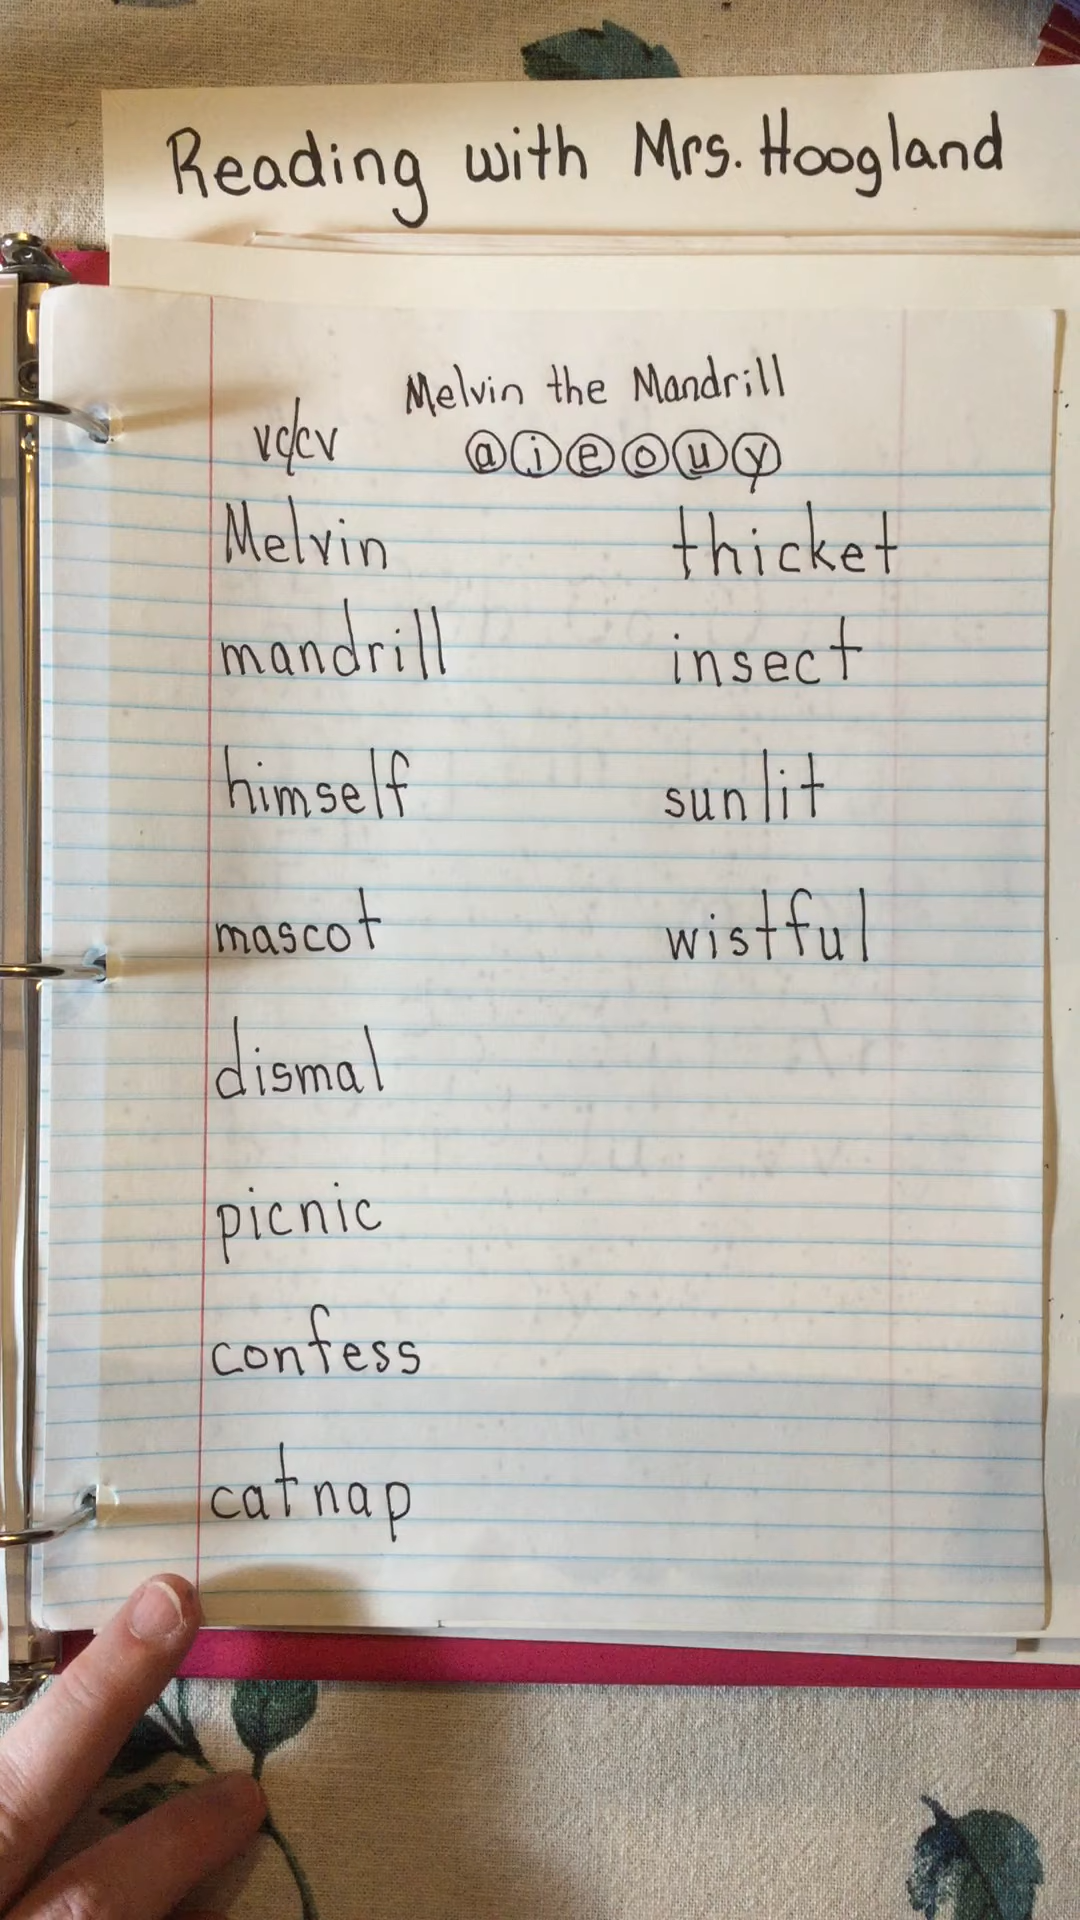 Reading with Mrs. Hoogland
Melvin the Mandrill
vc/cv
a i e o u y
Melvin
mandrill
himself
mascot
dismal
picnic
confess
catnap
thicket
insect
sunlit
wistful